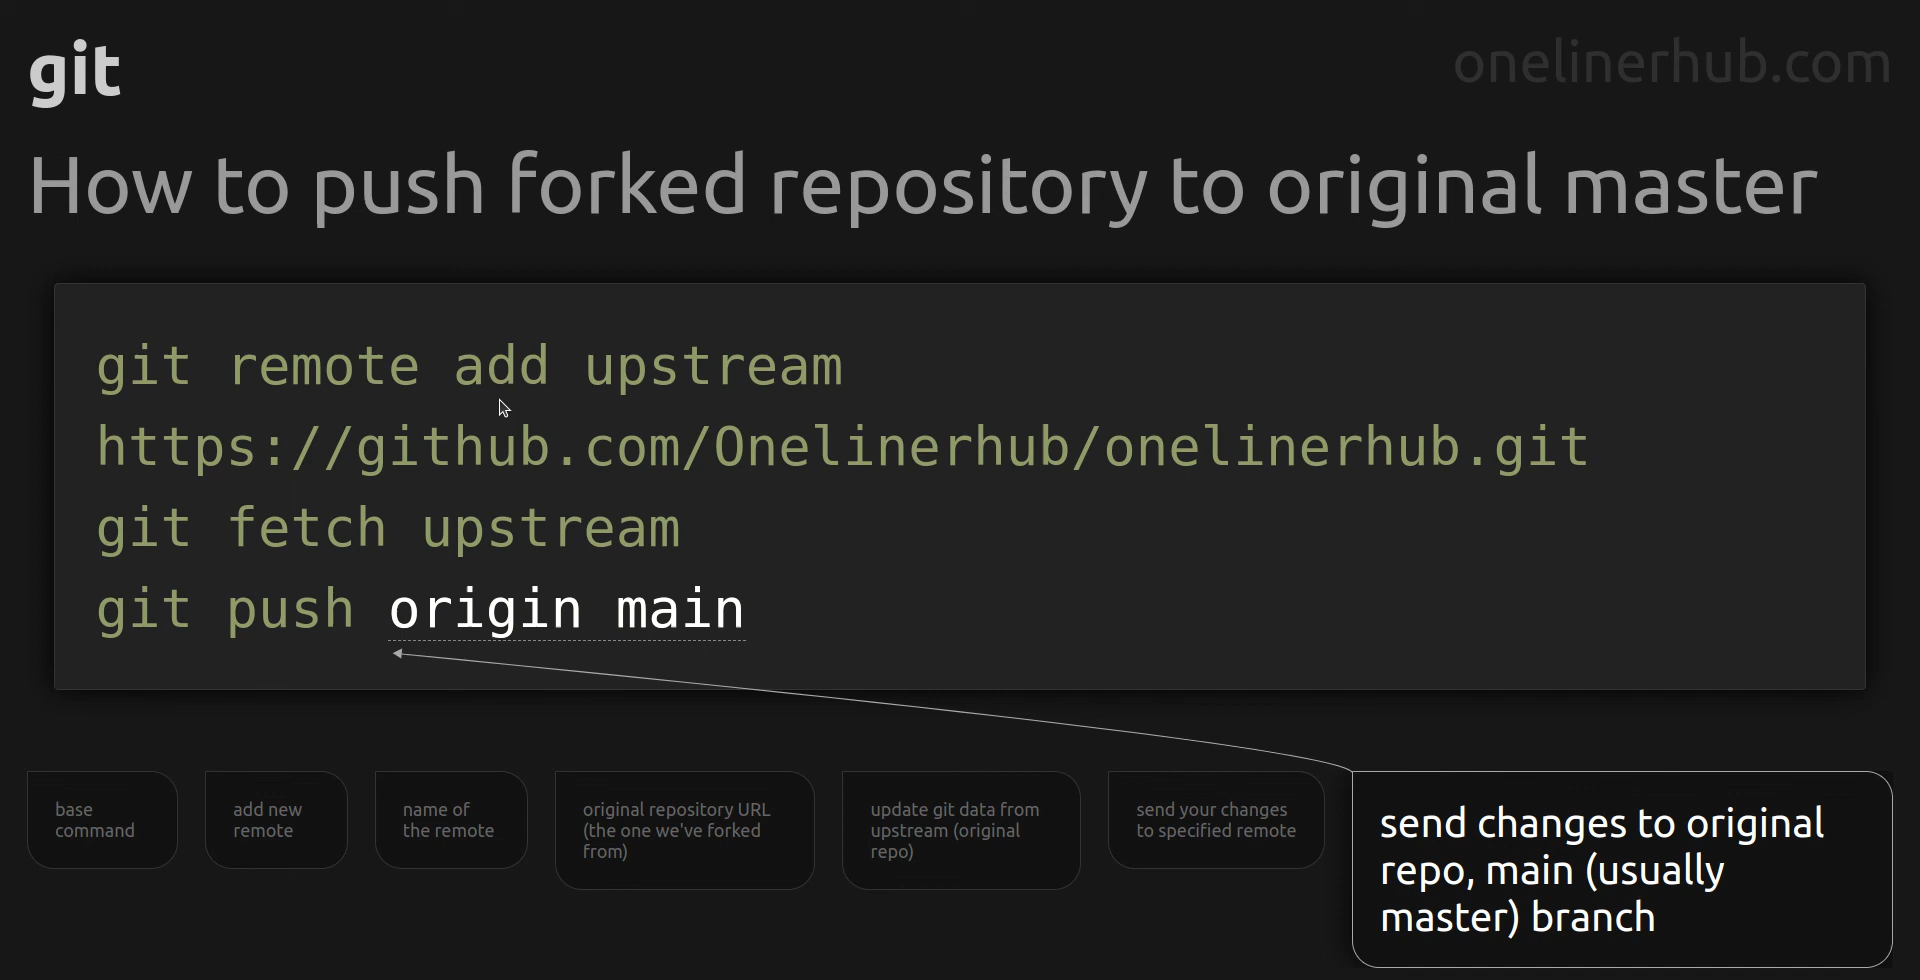 git
onelinerhub.com
How to push forked repository to original master
git remote add upstream
https://github.com/Onelinerhub/onelinerhub.git
git fetch upstream
git push origin main
base
command
add new
remote
name of
the remote
original repository URL
(the one we've forked
from)
update git data from
upstream (original
repo)
send your changes
to specified remote
send changes to original
repo, main (usually
master) branch